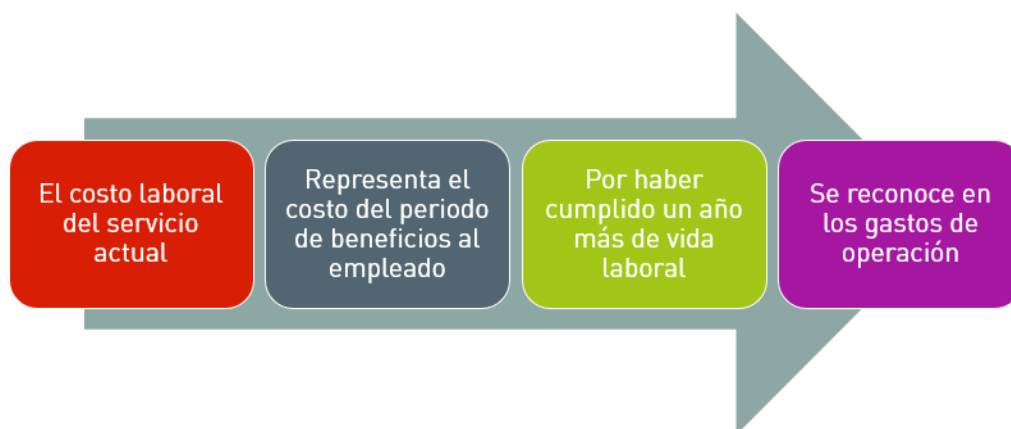 El costo laboral
del servicio
actual
Representa el
costo del periodo
de beneficios al
empleado
Por haber
cumplido un año
más de vida
laboral
Se reconoce en
los gastos de
operación